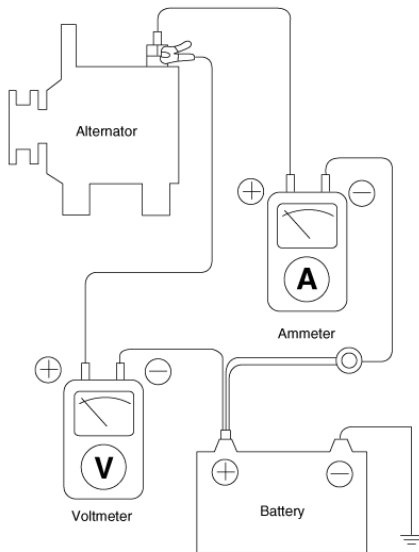 Alternator
+
−
A
Ammeter
+
−
V
Voltmeter
+
−
Battery